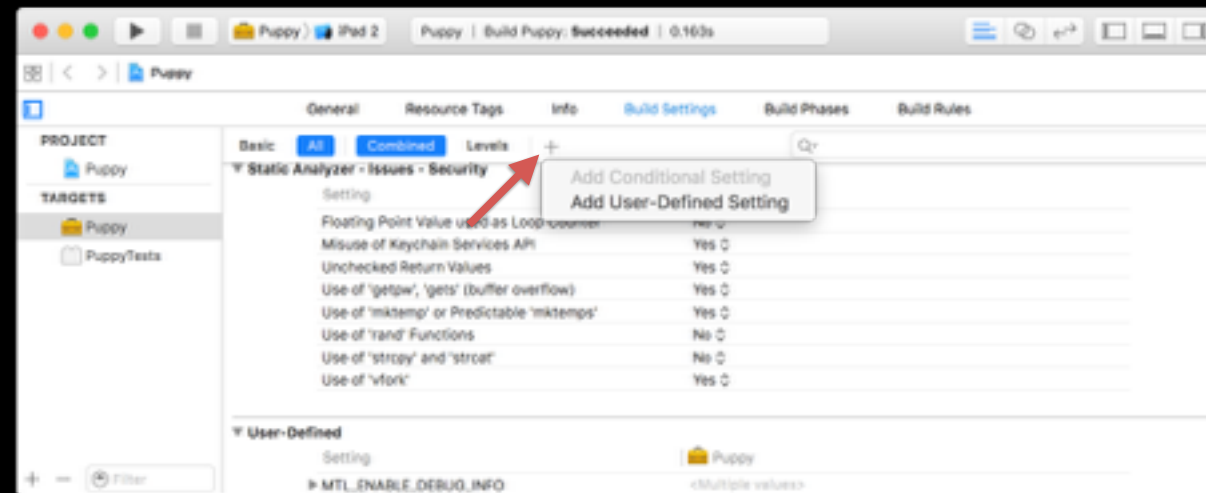 Puppy iPad 2 Puppy | Build Puppy: Succeeded | 0.163s
Puppy
General Resource Tags Info Build Settings Build Phases Build Rules
PROJECT
Puppy
TARGETS
Puppy
PuppyTests
Filter
Basic All Combined Levels +
Add Conditional Setting
Add User-Defined Setting
Static Analyzer - Issues - Security
Setting
Floating Point Value used as Loop Counter No
Misuse of Keychain Services API Yes
Unchecked Return Values Yes
Use of 'getpw', 'gets' (buffer overflow) Yes
Use of 'mktemp' or Predictable 'mktemps' Yes
Use of 'rand' Functions No
Use of 'strcpy' and 'strcat' No
Use of 'vfork' Yes
User-Defined
Setting Puppy
MTL_ENABLE_DEBUG_INFO <Multiple values>